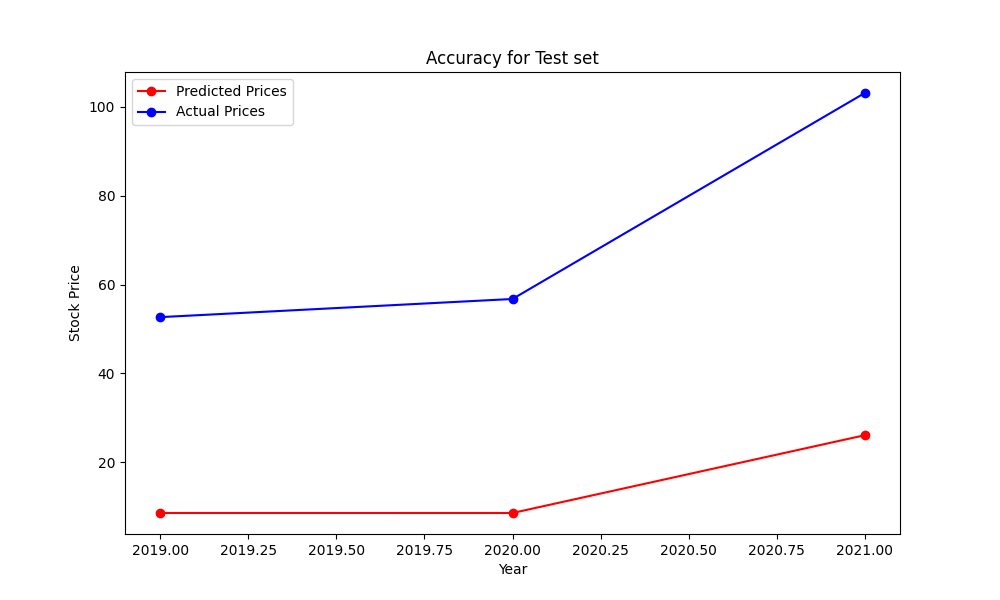 Accuracy for Test set
Predicted Prices
Actual Prices
100
80
60
40
20
Stock Price
2019.00 2019.25 2019.50 2019.75 2020.00 2020.25 2020.50 2020.75 2021.00
Year